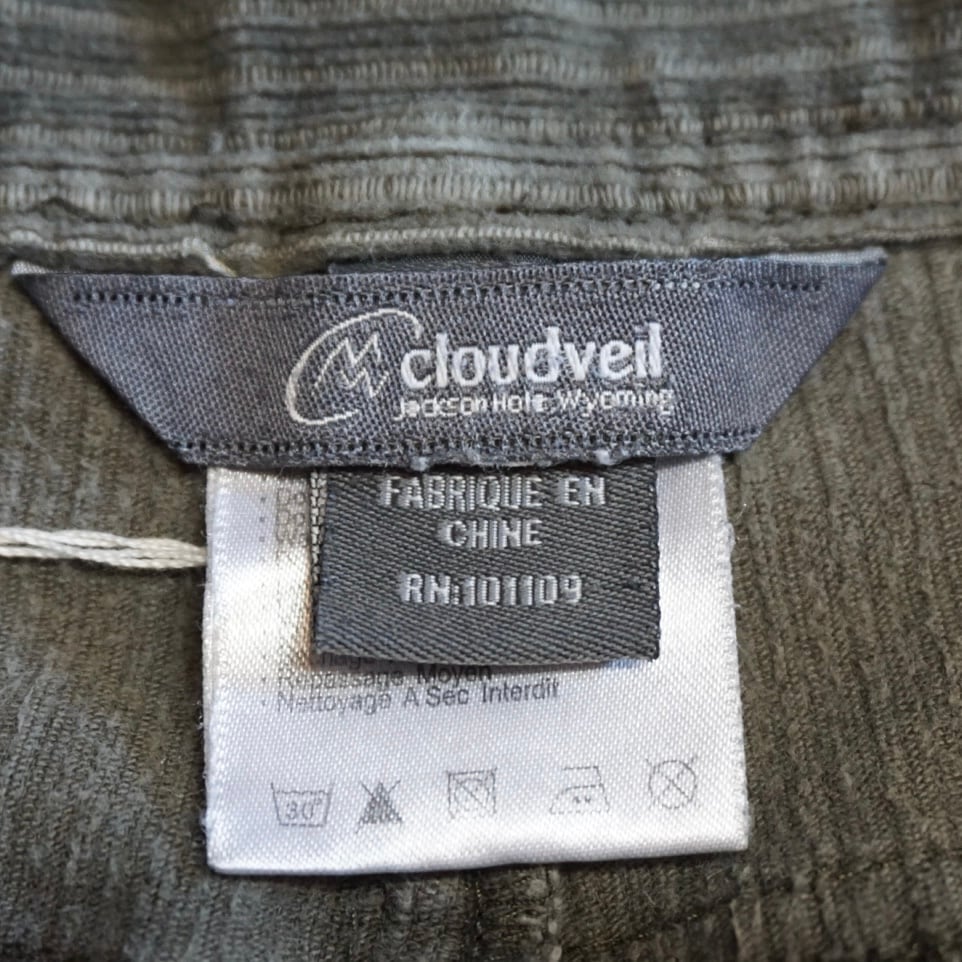 cloudveil
Jackson Hole Wyoming
FABRIQUE EN
CHINE
RN:101109
Repassage Moyen
Nettoyage A Sec Interdit
30°